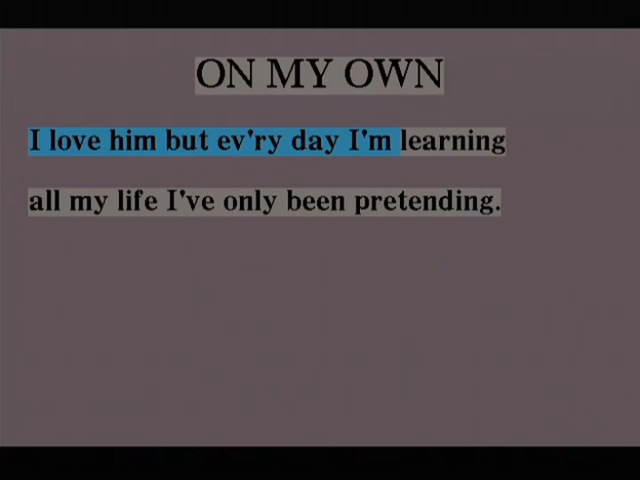 ON MY OWN
I love him but ev'ry day I'm learning
all my life I've only been pretending.